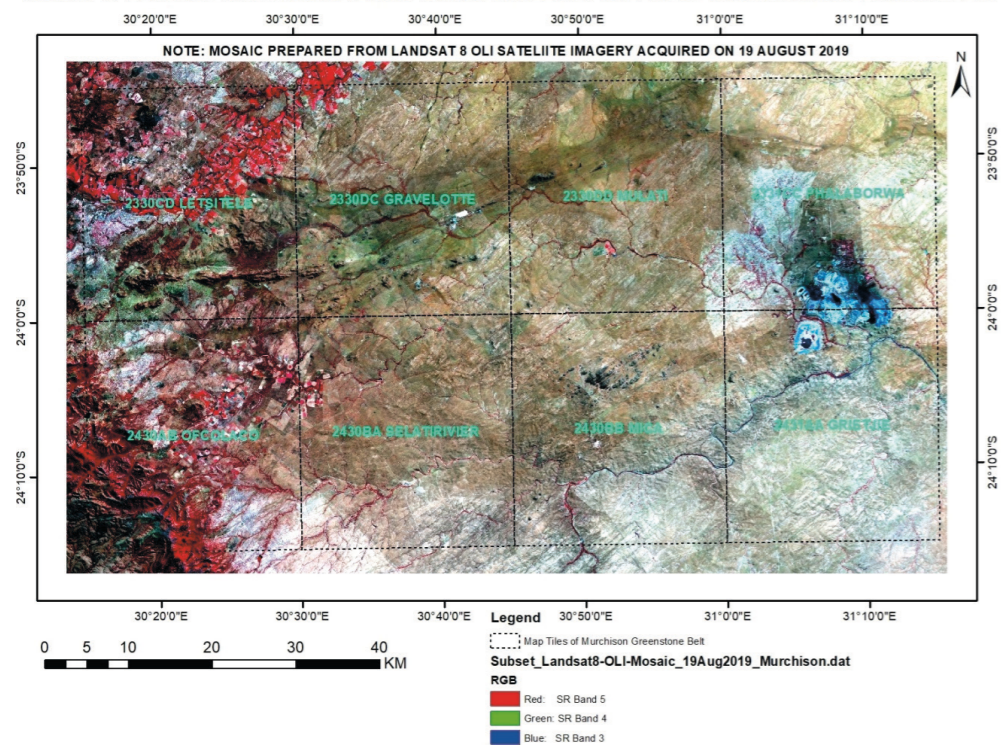 30°20'0"E 30°30'0"E 30°40'0"E 30°50'0"E 31°0'0"E 31°10'0"E
NOTE: MOSAIC PREPARED FROM LANDSAT 8 OLI SATELIITE IMAGERY ACQUIRED ON 19 AUGUST 2019
N
23°50'0"S 23°50'0"S
2330CD LETSITELE 2330DC GRAVELOTTE 2330DD PHALABORWA
24°0'0"S 24°0'0"S
OFCOLACO 2430BA SELATIRIVIER 2430BB MICA
24°10'0"S 24°10'0"S
30°20'0"E 30°30'0"E 30°40'0"E 30°50'0"E 31°0'0"E 31°10'0"E
0 5 10 20 30 40
KM
Legend
Map Tiles of Murchison Greenstone Belt
Subset_Landsat8-OLI-Mosaic_19Aug2019_Murchison.dat
RGB
Red: SR Band 5
Green: SR Band 4
Blue: SR Band 3